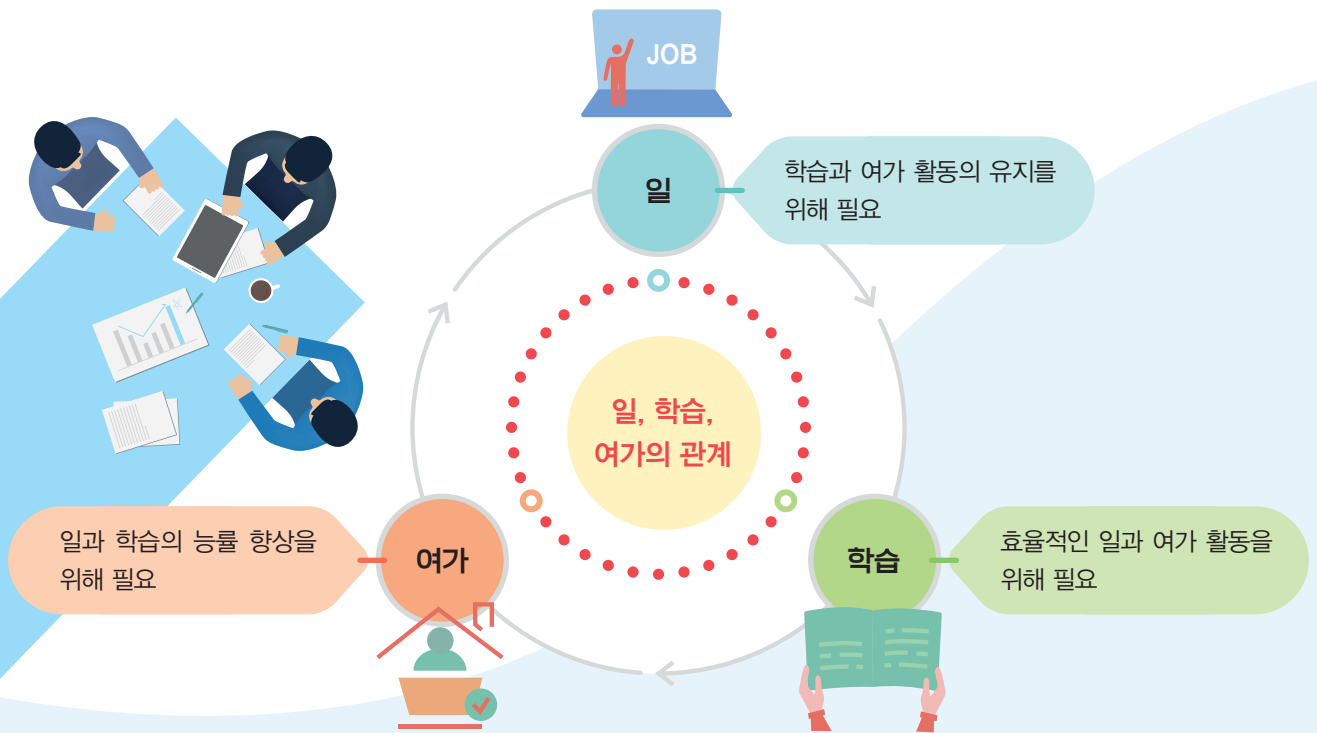 JOB
일
학습과 여가 활동의 유지를
위해 필요
일, 학습,
여가의 관계
여가
일과 학습의 능률 향상을
위해 필요
학습
효율적인 일과 여가 활동을
위해 필요